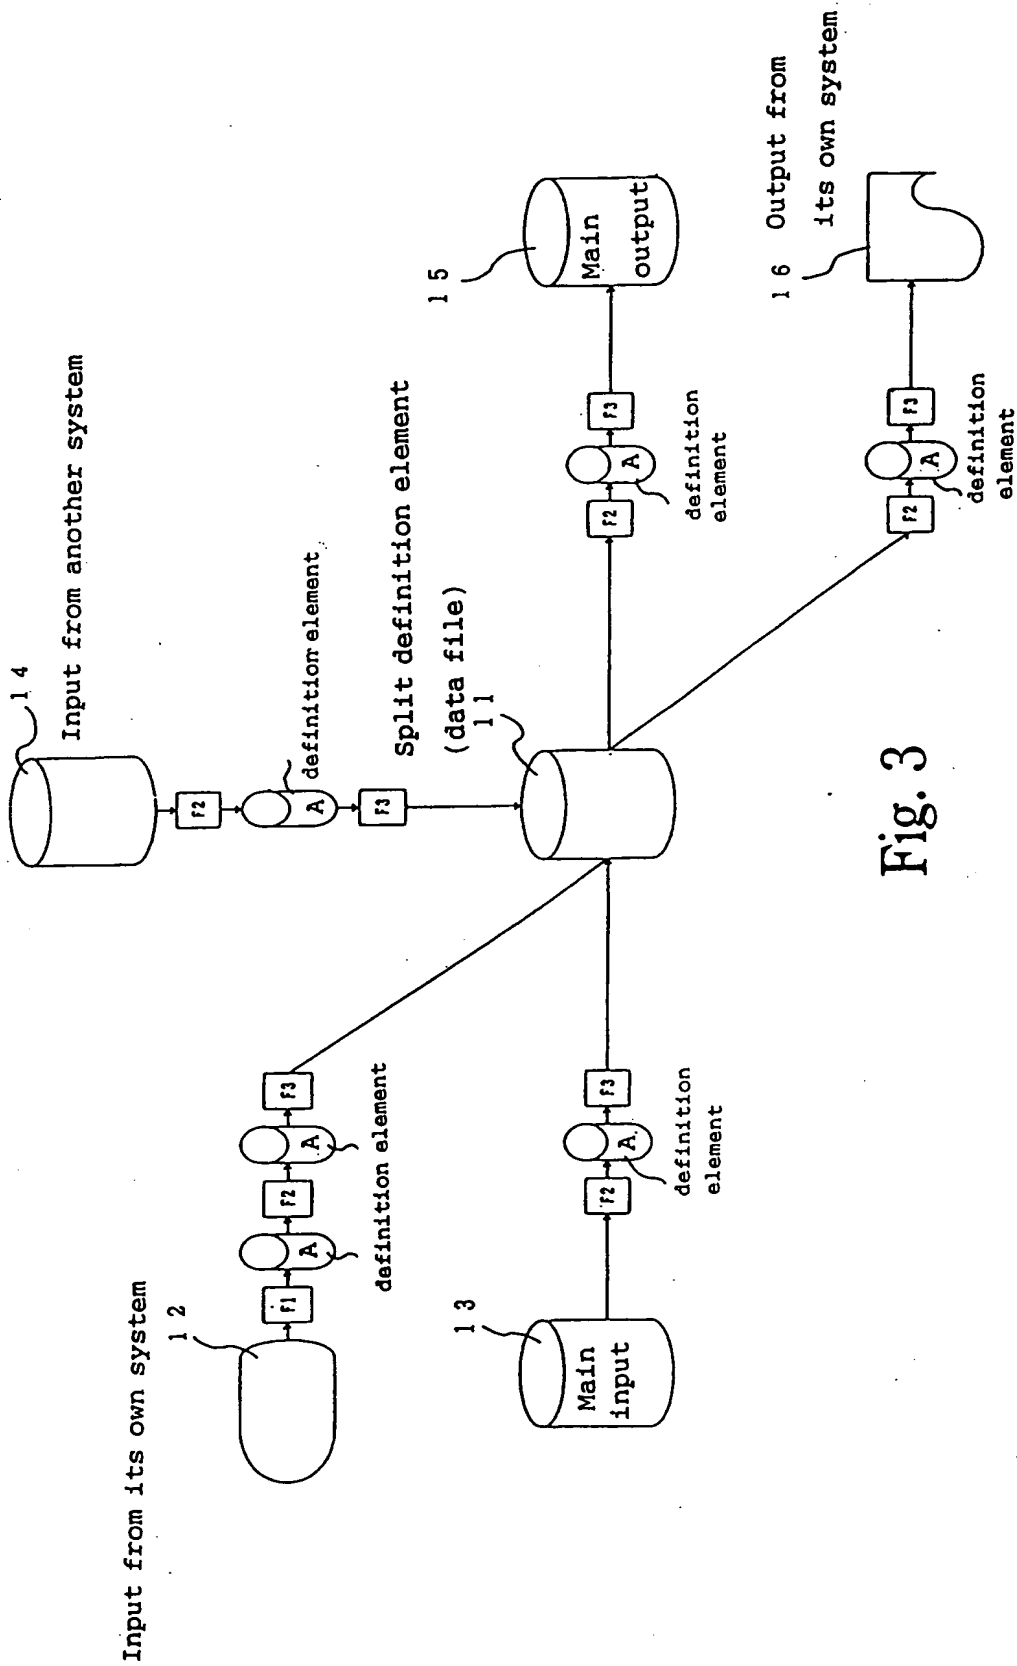 Input from another system
14
F2
A
definition element
F3
Split definition element
(data file)
11
Input from its own system
12
F1
A
F2
A
F3
definition element
13
Main
input
F2
A
F3
definition
element
F2
A
F3
definition
element
15
Main
output
F2
A
F3
definition
element
16
Output from
its own system
Fig. 3